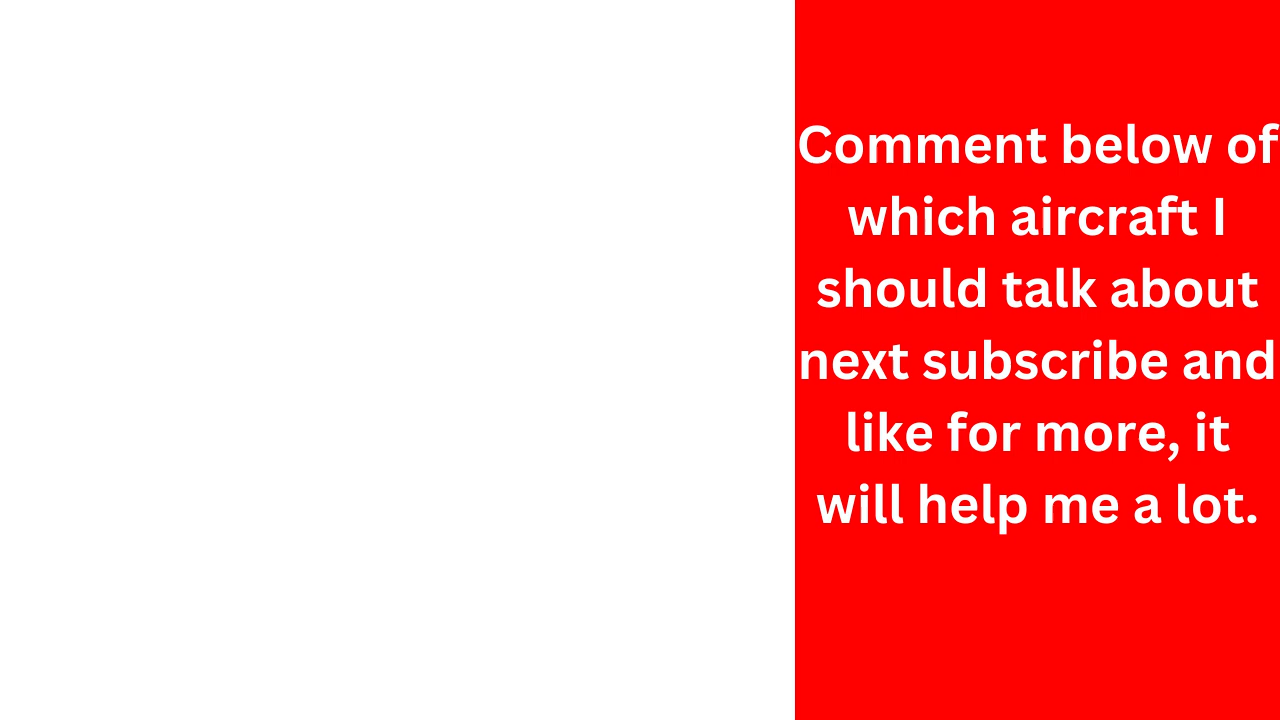 Comment below of
which aircraft I
should talk about
next subscribe and
like for more, it
will help me a lot.